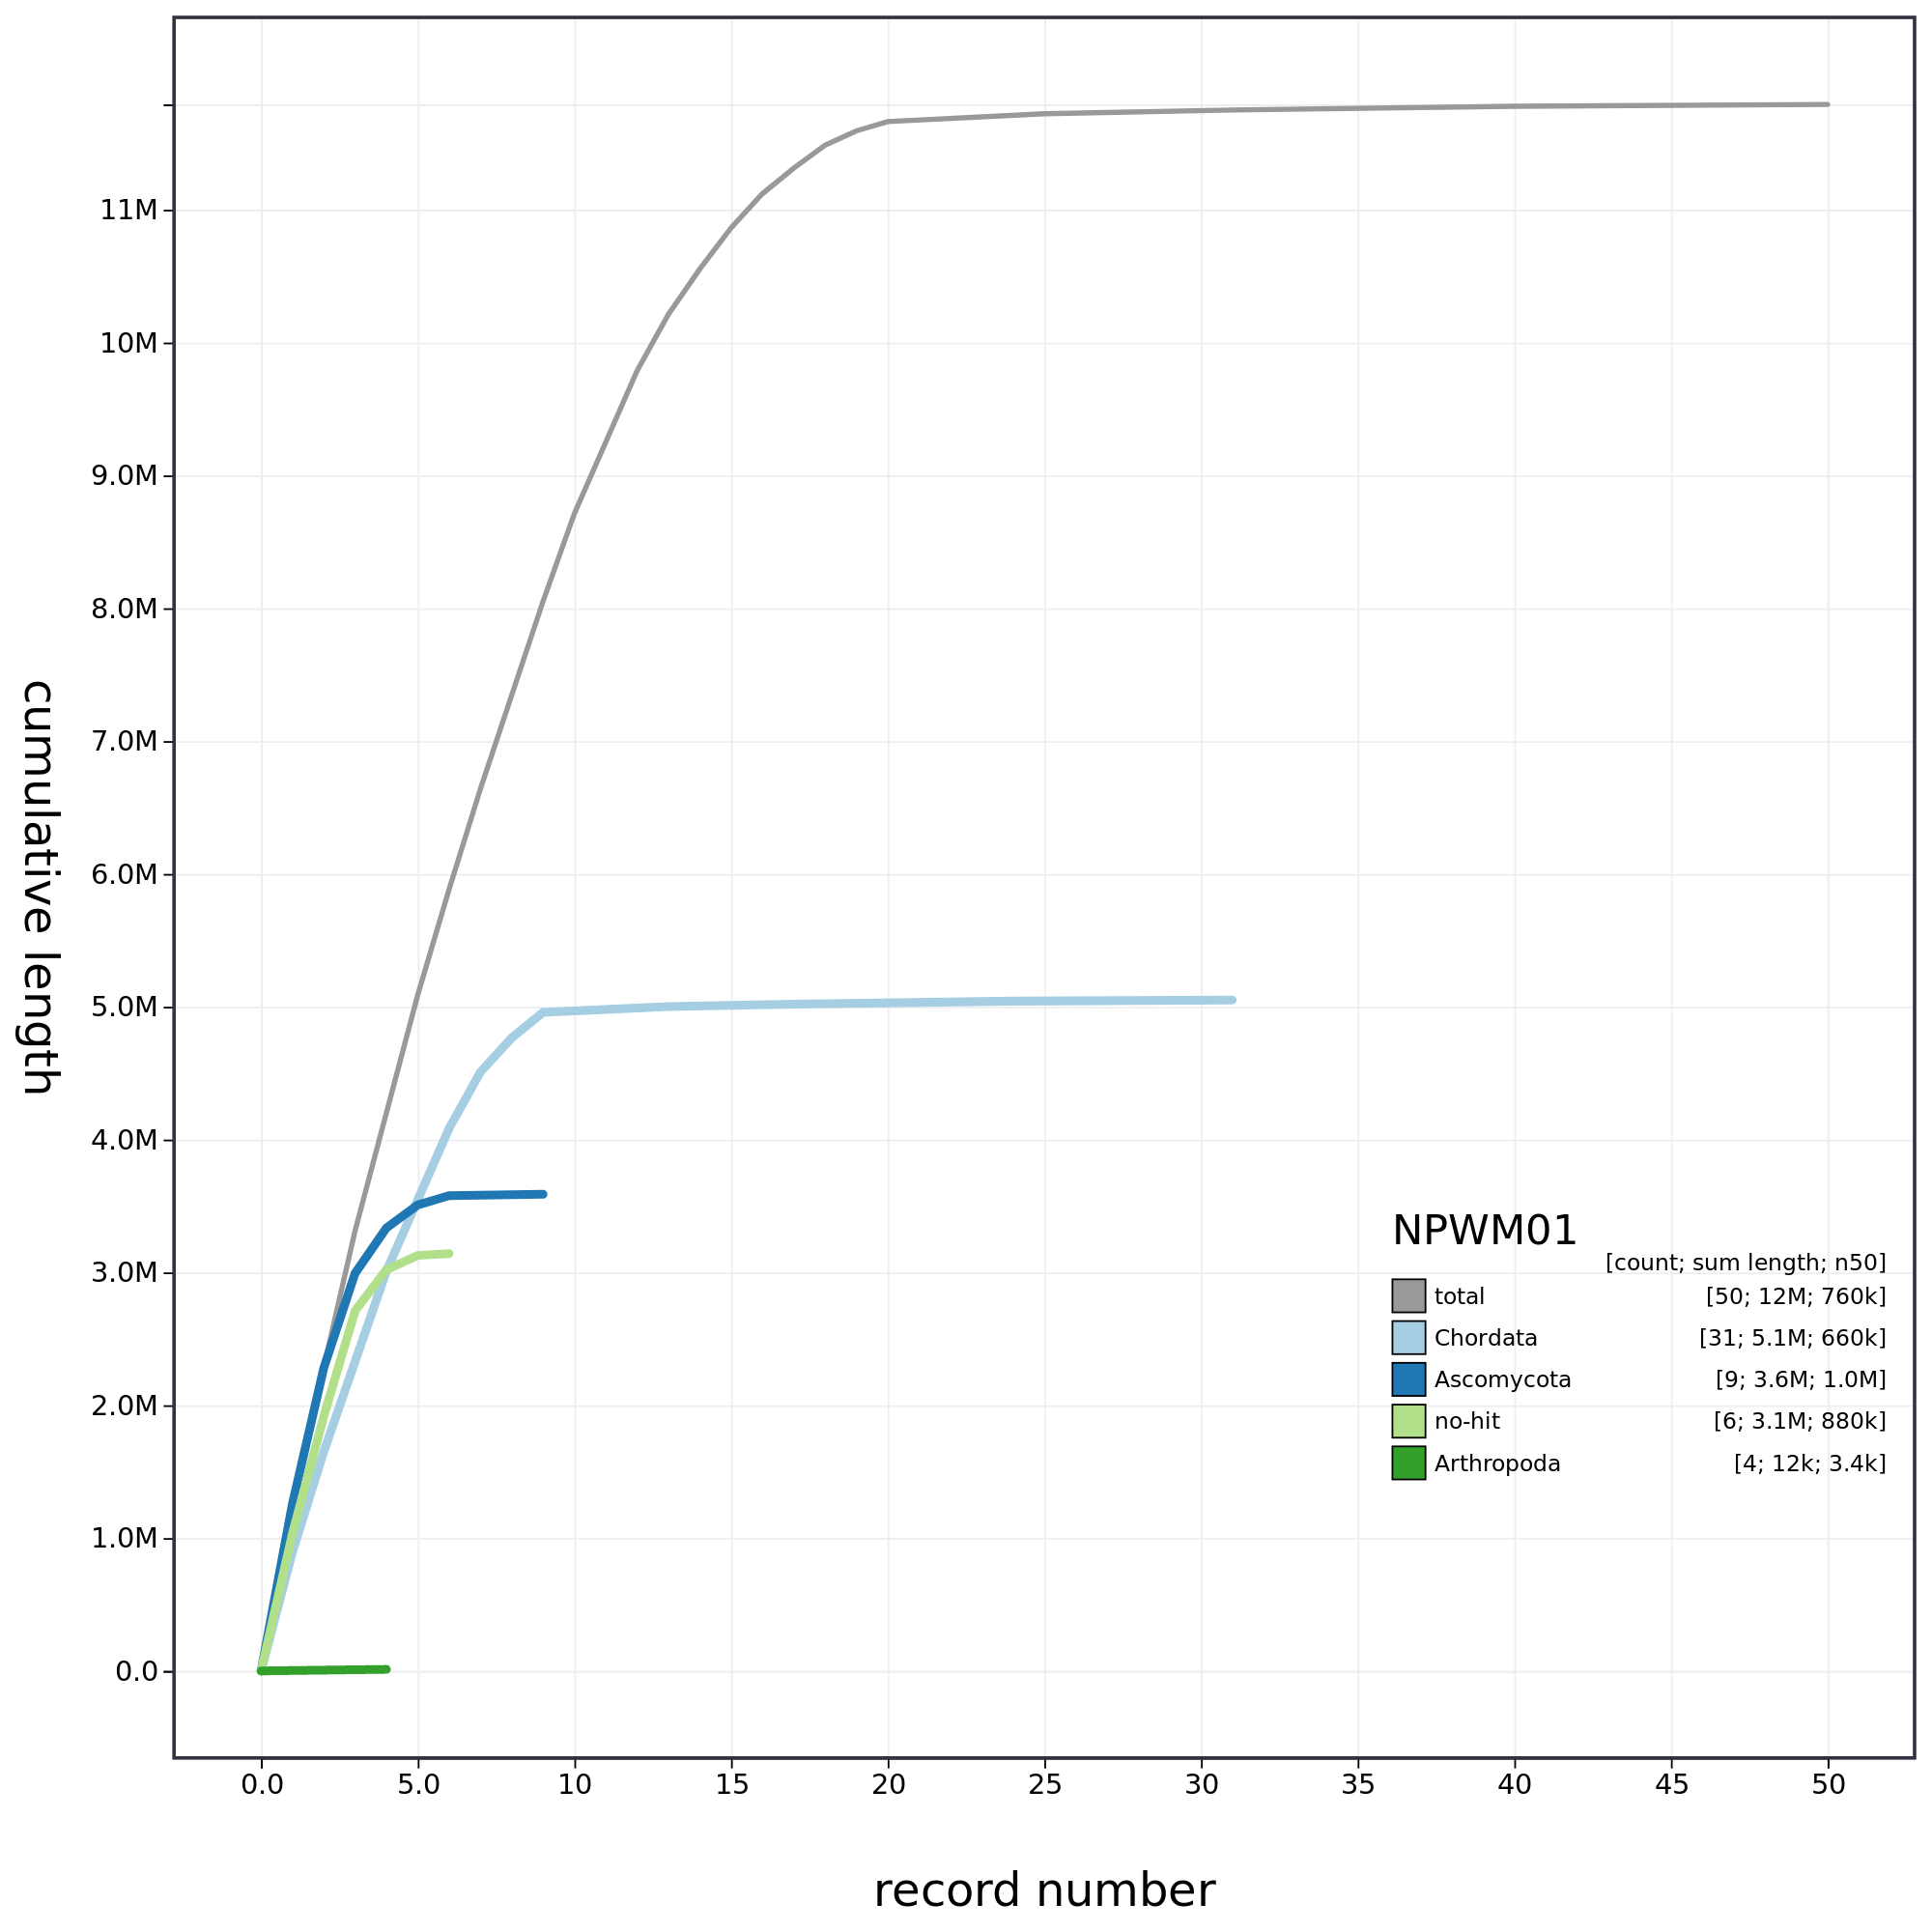 cumulative length
11M
10M
9.0M
8.0M
7.0M
6.0M
5.0M
4.0M
3.0M
2.0M
1.0M
0.0
NPWM01
[count; sum length; n50]
total [50; 12M; 760k]
Chordata [31; 5.1M; 660k]
Ascomycota [9; 3.6M; 1.0M]
no-hit [6; 3.1M; 880k]
Arthropoda [4; 12k; 3.4k]
0.0 5.0 10 15 20 25 30 35 40 45 50
record number